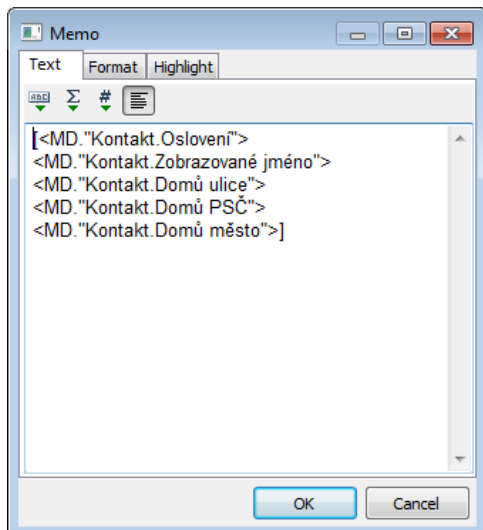 Memo
Text Format Highlight
ABC Σ #
[<MD."Kontakt.Oslovení">
<MD."Kontakt.Zobrazované jméno">
<MD."Kontakt.Domů ulice">
<MD."Kontakt.Domů PSČ">
<MD."Kontakt.Domů město">]
OK Cancel